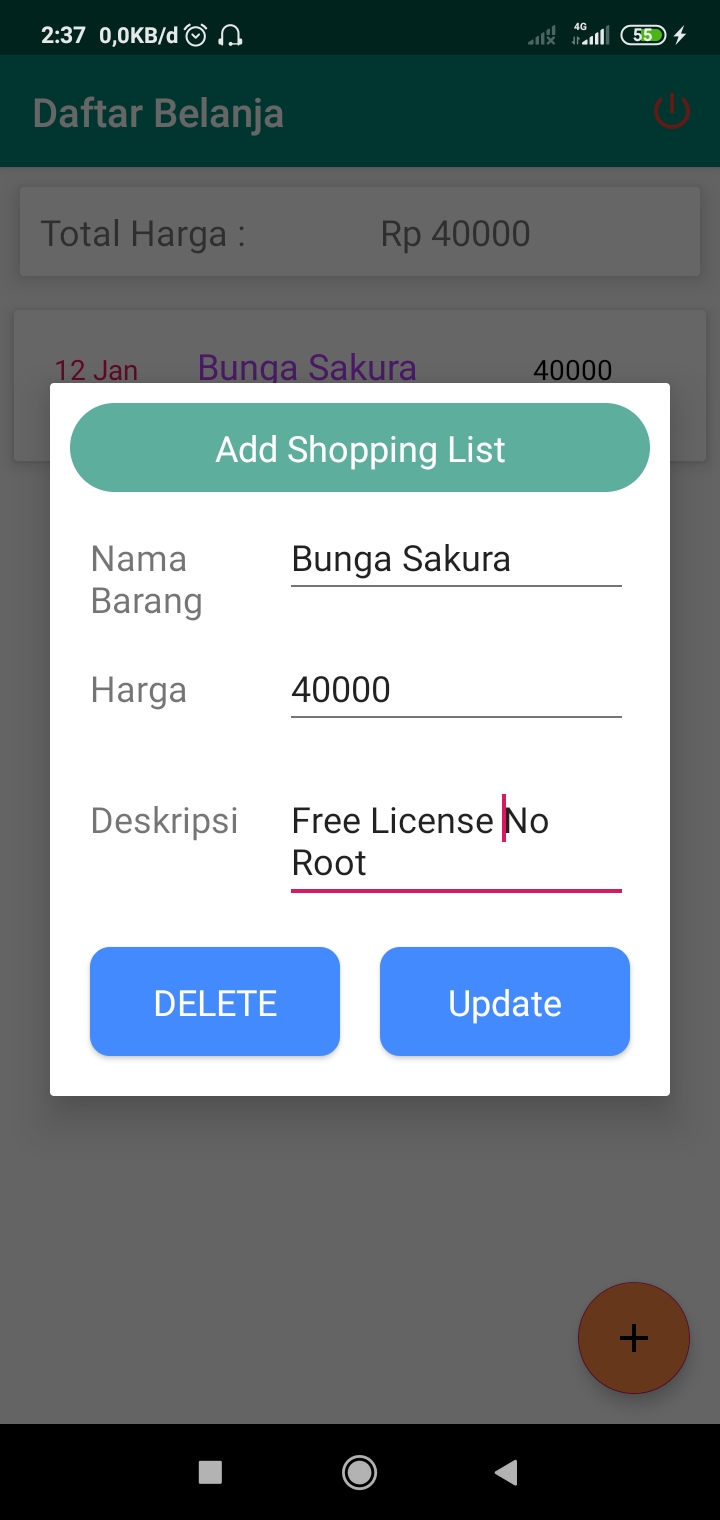 2:37 0,0KB/d 4G 55
Daftar Belanja
Total Harga : Rp 40000
12 Jan Bunga Sakura 40000
Add Shopping List
Nama Bunga Sakura
Barang
Harga 40000
Deskripsi Free License No
Root
DELETE Update